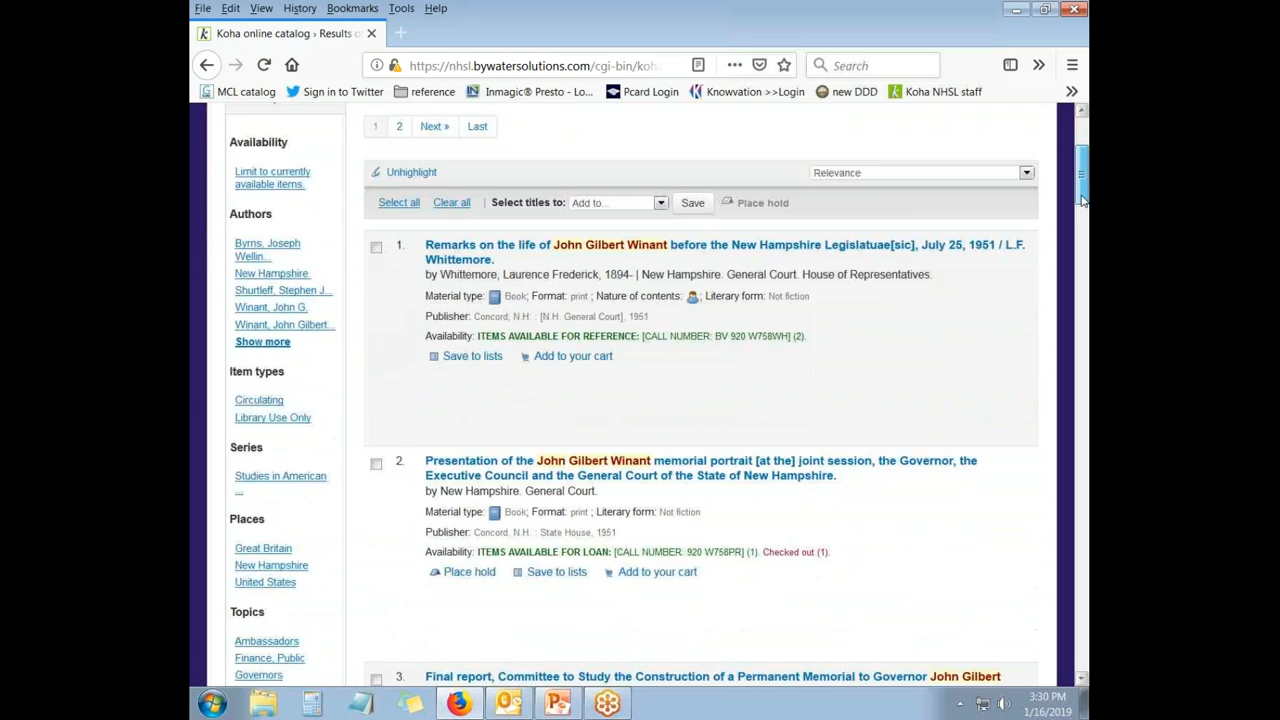 File Edit View History Bookmarks Tools Help
Koha online catalog › Results o
https://nhsl.bywatersolutions.com/cgi-bin/koh
Search
MCL catalog Sign in to Twitter reference Inmagic® Presto - Lo... Pcard Login Knowvation >>Login new DDD Koha NHSL staff
1 2 Next » Last
Availability
Limit to currently
available items.
Authors
Byrns, Joseph
Wellin...
New Hampshire.
Shurtleff, Stephen J...
Winant, John G.
Winant, John Gilbert...
Show more
Item types
Circulating
Library Use Only
Series
Studies in American
...
Places
Great Britain
New Hampshire
United States
Topics
Ambassadors
Finance, Public
Governors
Unhighlight
Relevance
Select all Clear all | Select titles to: Add to... Save Place hold
1. Remarks on the life of John Gilbert Winant before the New Hampshire Legislatuae[sic], July 25, 1951 / L.F.
Whittemore.
by Whittemore, Laurence Frederick, 1894- | New Hampshire. General Court. House of Representatives.
Material type: Book; Format: print ; Nature of contents: ; Literary form: Not fiction
Publisher: Concord, N.H. : [N.H. General Court], 1951
Availability: ITEMS AVAILABLE FOR REFERENCE: [CALL NUMBER: BV 920 W758WH] (2).
Save to lists Add to your cart
2. Presentation of the John Gilbert Winant memorial portrait [at the] joint session, the Governor, the
Executive Council and the General Court of the State of New Hampshire.
by New Hampshire. General Court.
Material type: Book; Format: print ; Literary form: Not fiction
Publisher: Concord, N.H. : State House, 1951
Availability: ITEMS AVAILABLE FOR LOAN: [CALL NUMBER: 920 W758PR] (1). Checked out (1).
Place hold Save to lists Add to your cart
3. Final report, Committee to Study the Construction of a Permanent Memorial to Governor John Gilbert
3:30 PM
1/16/2019